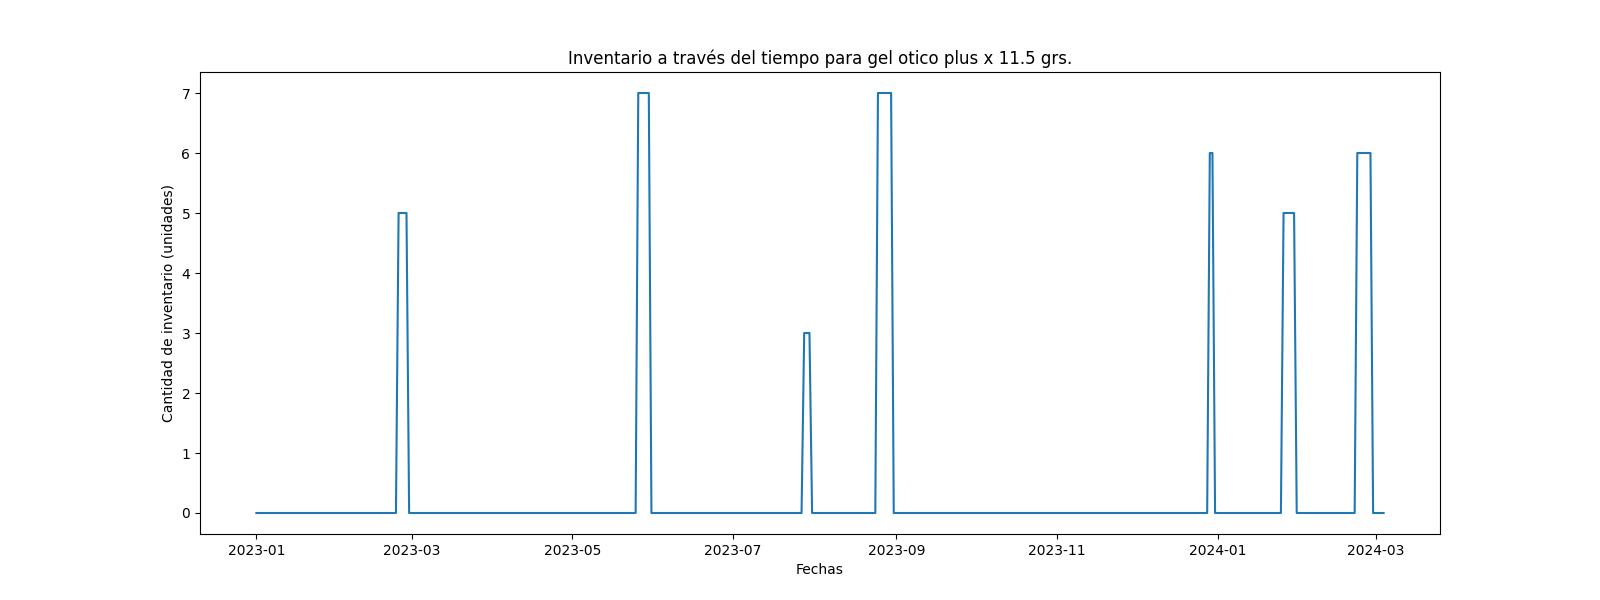 Inventario a través del tiempo para gel otico plus x 11.5 grs.
Cantidad de inventario (unidades)
7
6
5
4
3
2
1
0
2023-01 2023-03 2023-05 2023-07 2023-09 2023-11 2024-01 2024-03
Fechas